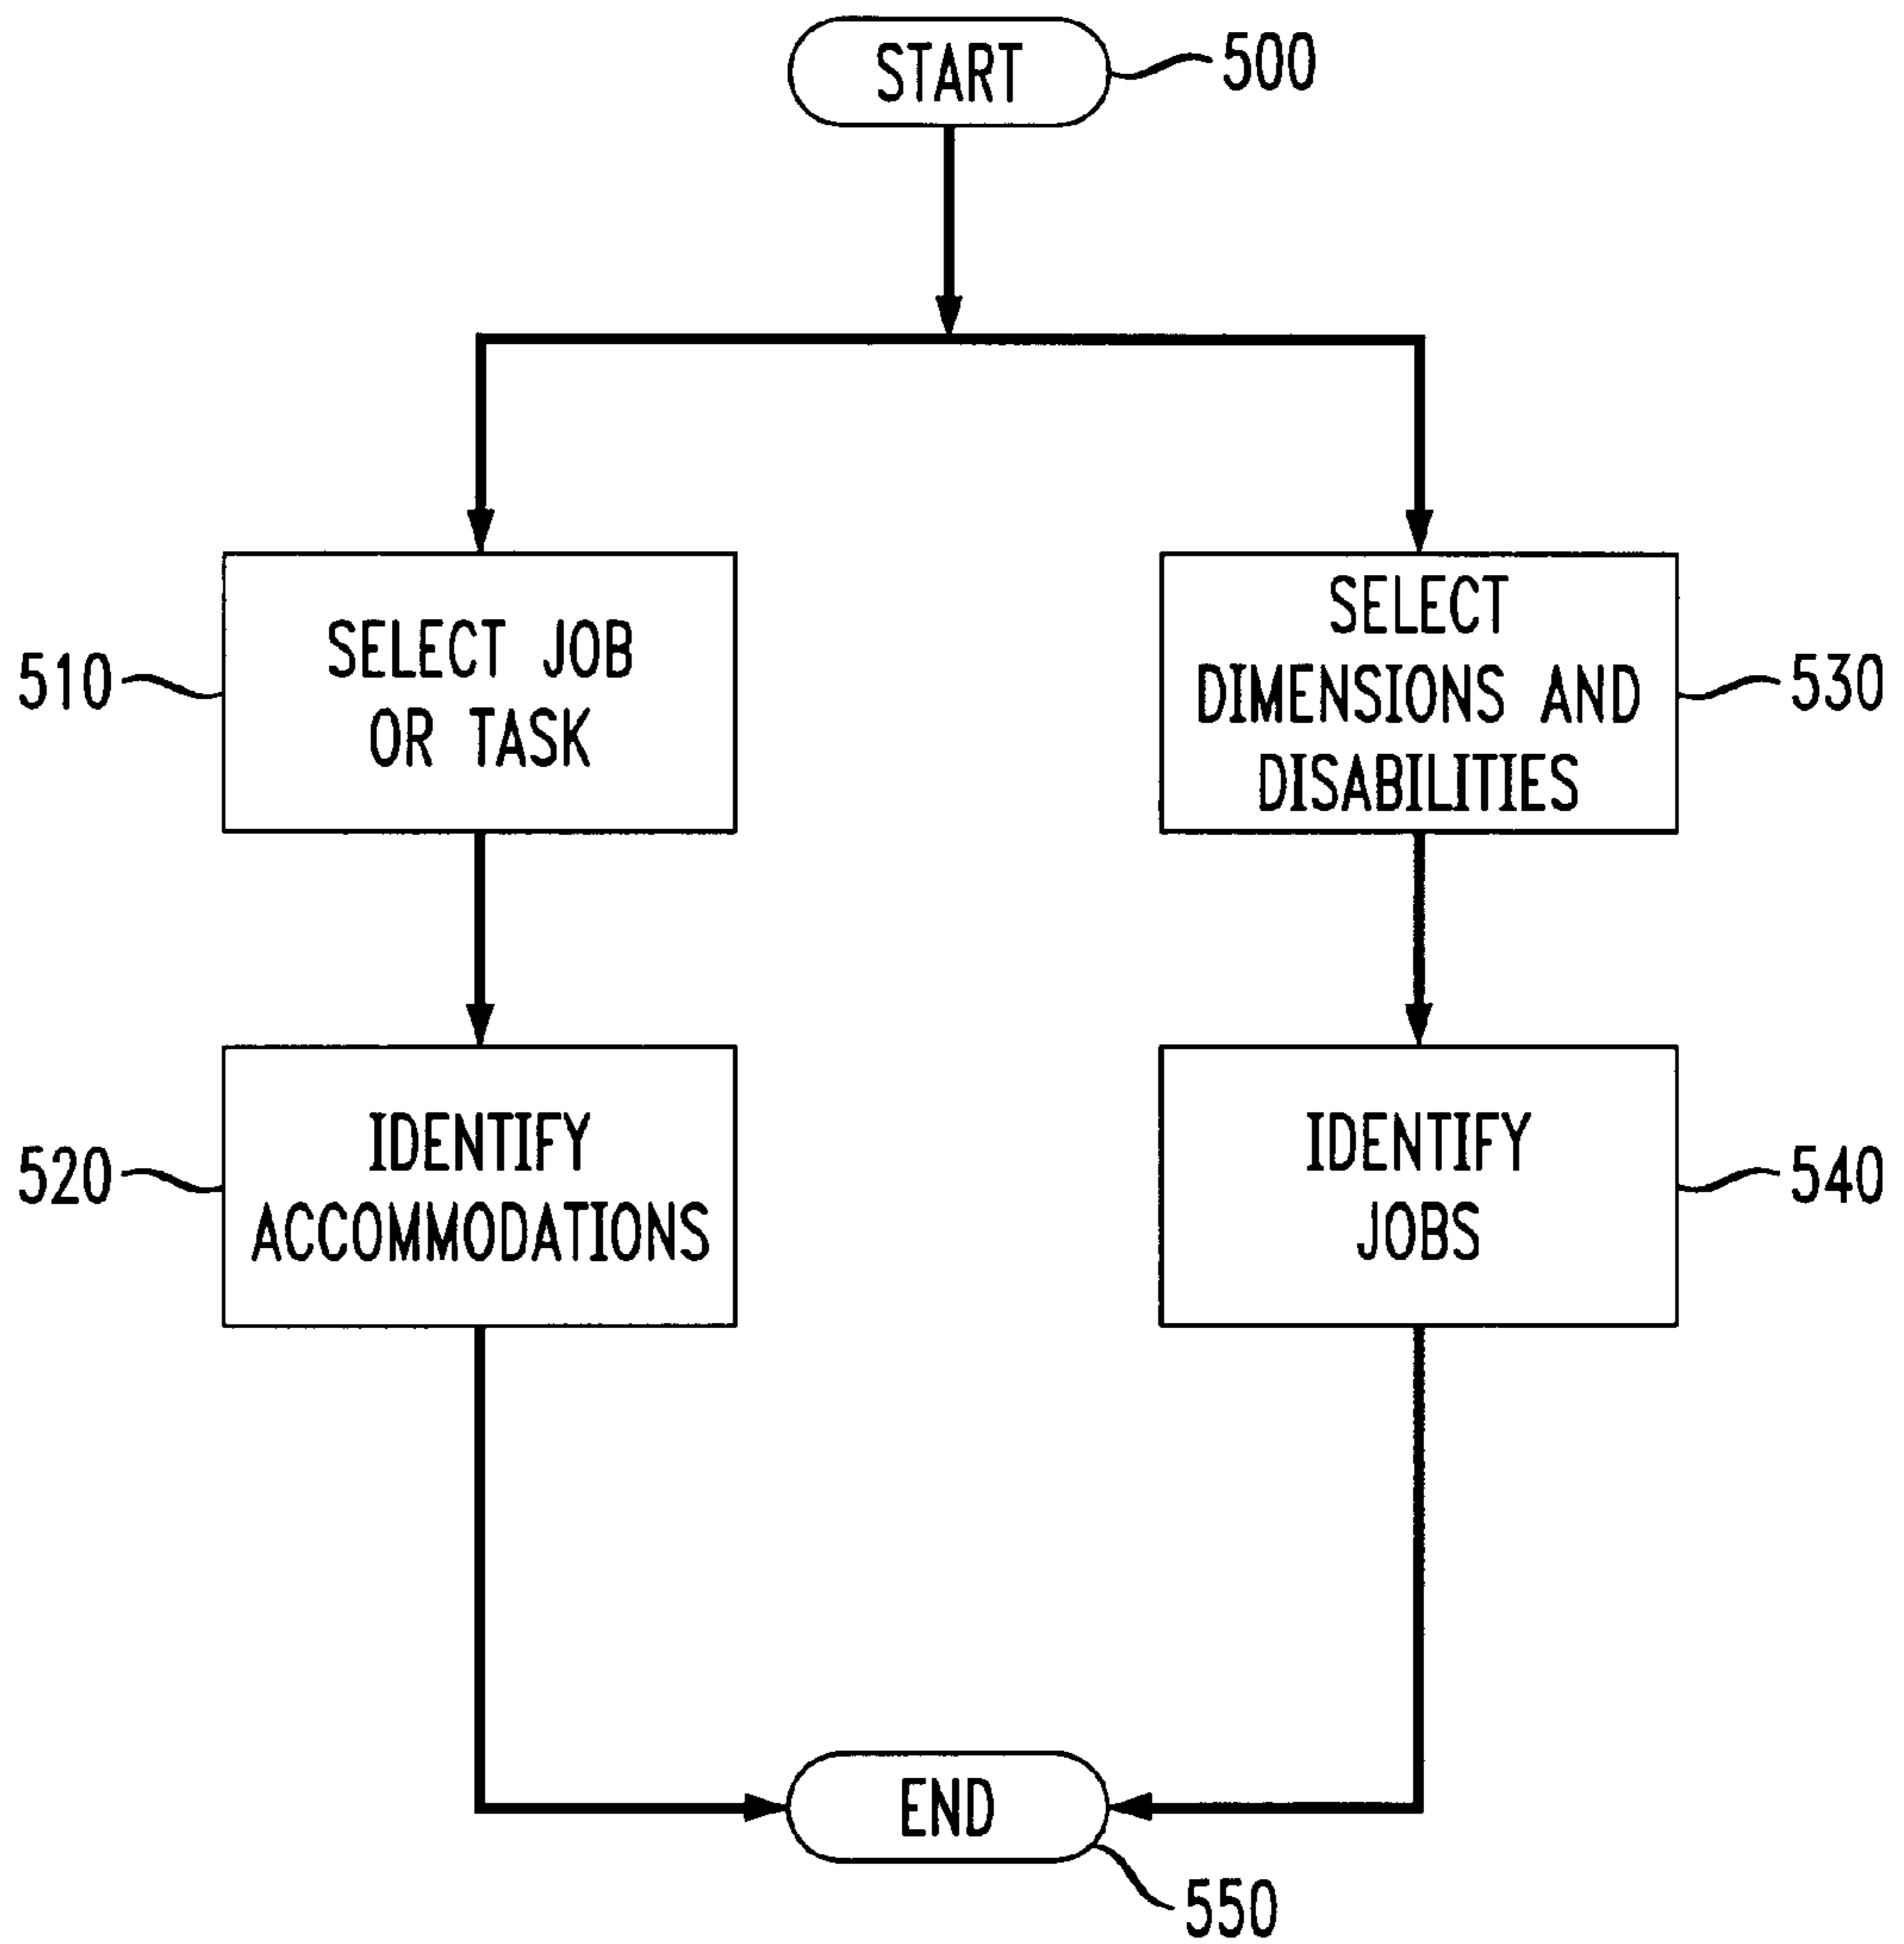 START
500
SELECT JOB
OR TASK
510
SELECT
DIMENSIONS AND
DISABILITIES
530
IDENTIFY
ACCOMMODATIONS
520
IDENTIFY
JOBS
540
END
550